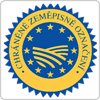 CHRÁNĚNÉ ZEMĚPISNÉ OZNAČENÍ